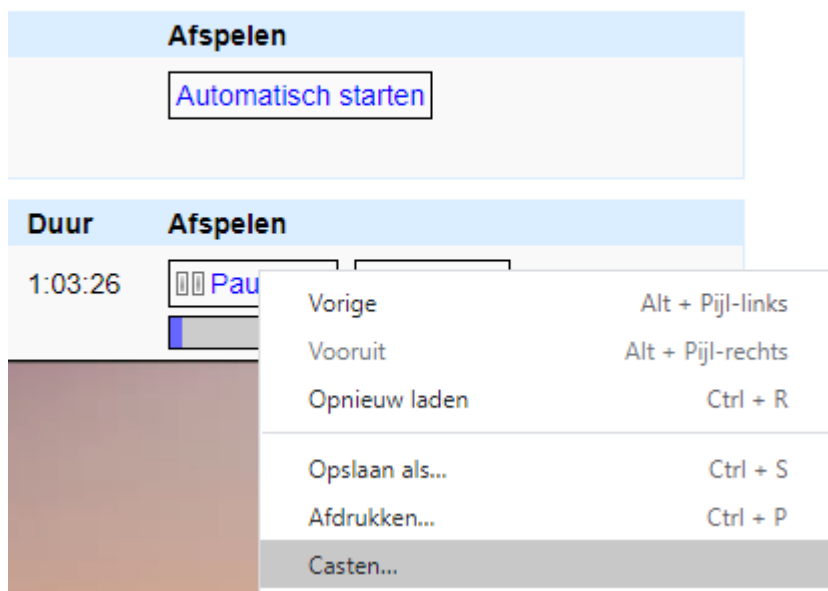 Afspelen
Automatisch starten
Duur Afspelen
1:03:26 Pau
Vorige Alt + Pijl-links
Vooruit Alt + Pijl-rechts
Opnieuw laden Ctrl + R
Opslaan als... Ctrl + S
Afdrukken... Ctrl + P
Casten...